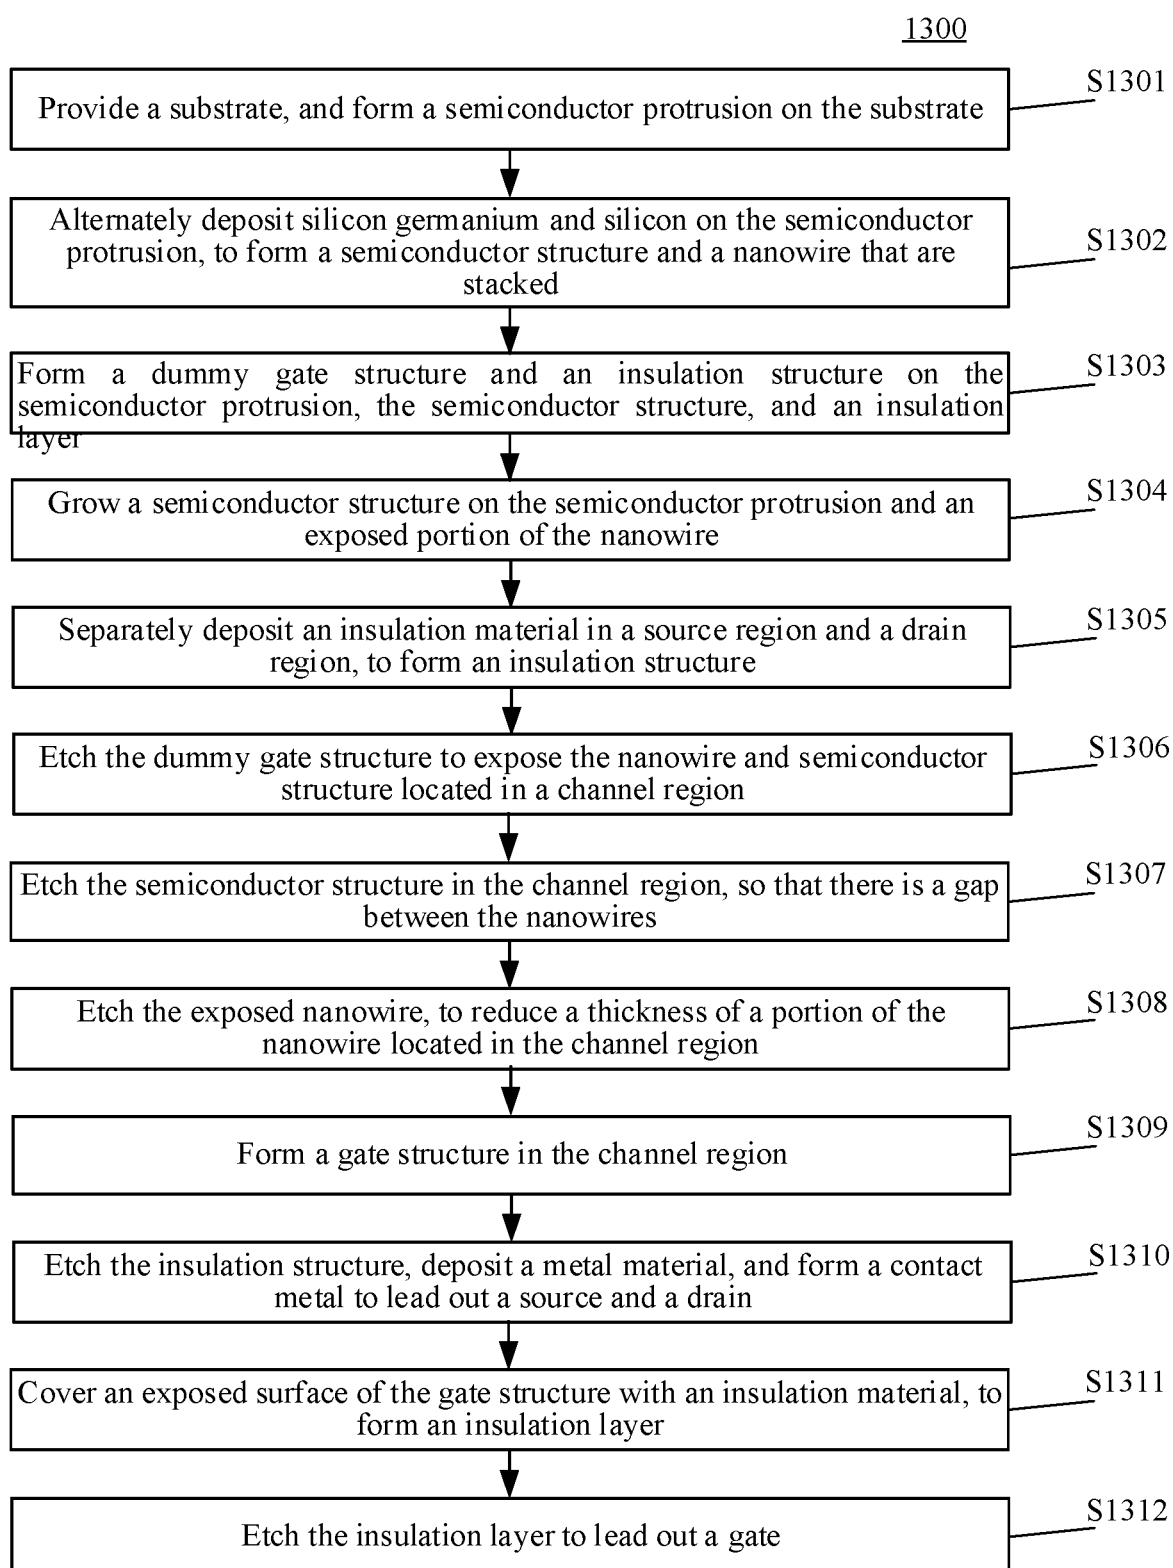 1300
Provide a substrate, and form a semiconductor protrusion on the substrate
S1301
Alternately deposit silicon germanium and silicon on the semiconductor
protrusion, to form a semiconductor structure and a nanowire that are
stacked
S1302
Form a dummy gate structure and an insulation structure on the
semiconductor protrusion, the semiconductor structure, and an insulation
layer
S1303
Grow a semiconductor structure on the semiconductor protrusion and an
exposed portion of the nanowire
S1304
Separately deposit an insulation material in a source region and a drain
region, to form an insulation structure
S1305
Etch the dummy gate structure to expose the nanowire and semiconductor
structure located in a channel region
S1306
Etch the semiconductor structure in the channel region, so that there is a gap
between the nanowires
S1307
Etch the exposed nanowire, to reduce a thickness of a portion of the
nanowire located in the channel region
S1308
Form a gate structure in the channel region
S1309
Etch the insulation structure, deposit a metal material, and form a contact
metal to lead out a source and a drain
S1310
Cover an exposed surface of the gate structure with an insulation material, to
form an insulation layer
S1311
Etch the insulation layer to lead out a gate
S1312